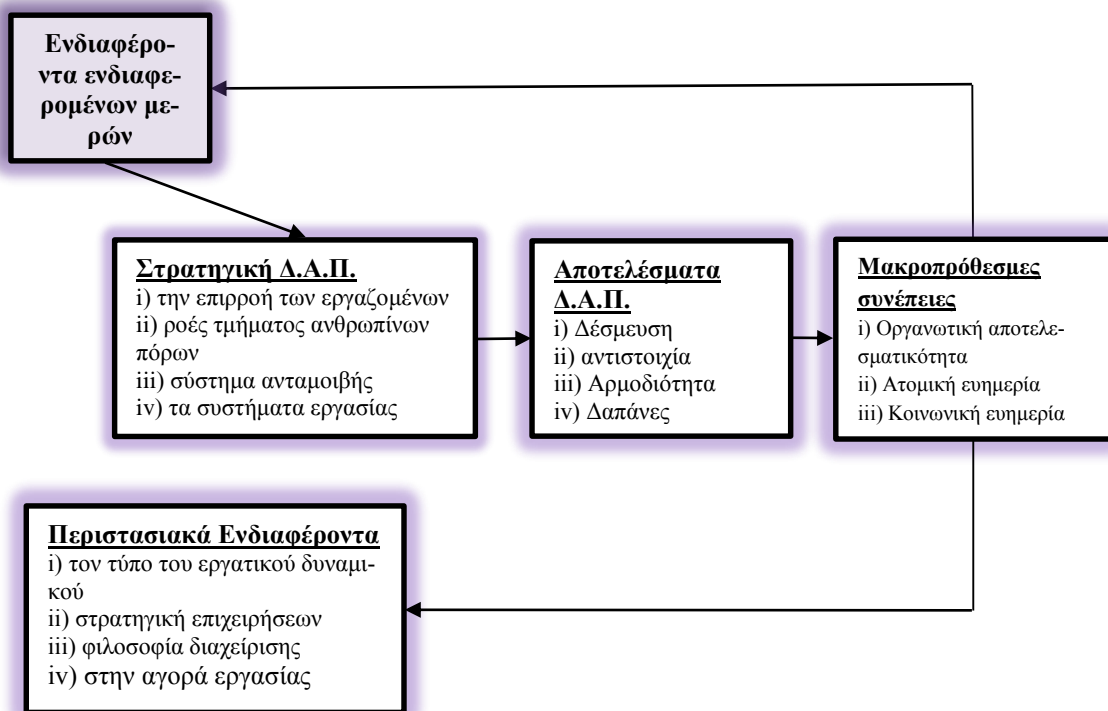 Ενδιαφέρο-
ντα ενδιαφε-
ρομένων με-
ρών
Στρατηγική Δ.Α.Π.
i) την επιρροή των εργαζομένων
ii) ροές τμήματος ανθρωπίνων
πόρων
iii) σύστημα ανταμοιβής
iv) τα συστήματα εργασίας
Αποτελέσματα
Δ.Α.Π.
i) Δέσμευση
ii) αντιστοιχία
iii) Αρμοδιότητα
iv) Δαπάνες
Μακροπρόθεσμες
συνέπειες
i) Οργανωτική αποτελε-
σματικότητα
ii) Ατομική ευημερία
iii) Κοινωνική ευημερία
Περιστασιακά Ενδιαφέροντα
i) τον τύπο του εργατικού δυναμι-
κού
ii) στρατηγική επιχειρήσεων
iii) φιλοσοφία διαχείρισης
iv) στην αγορά εργασίας